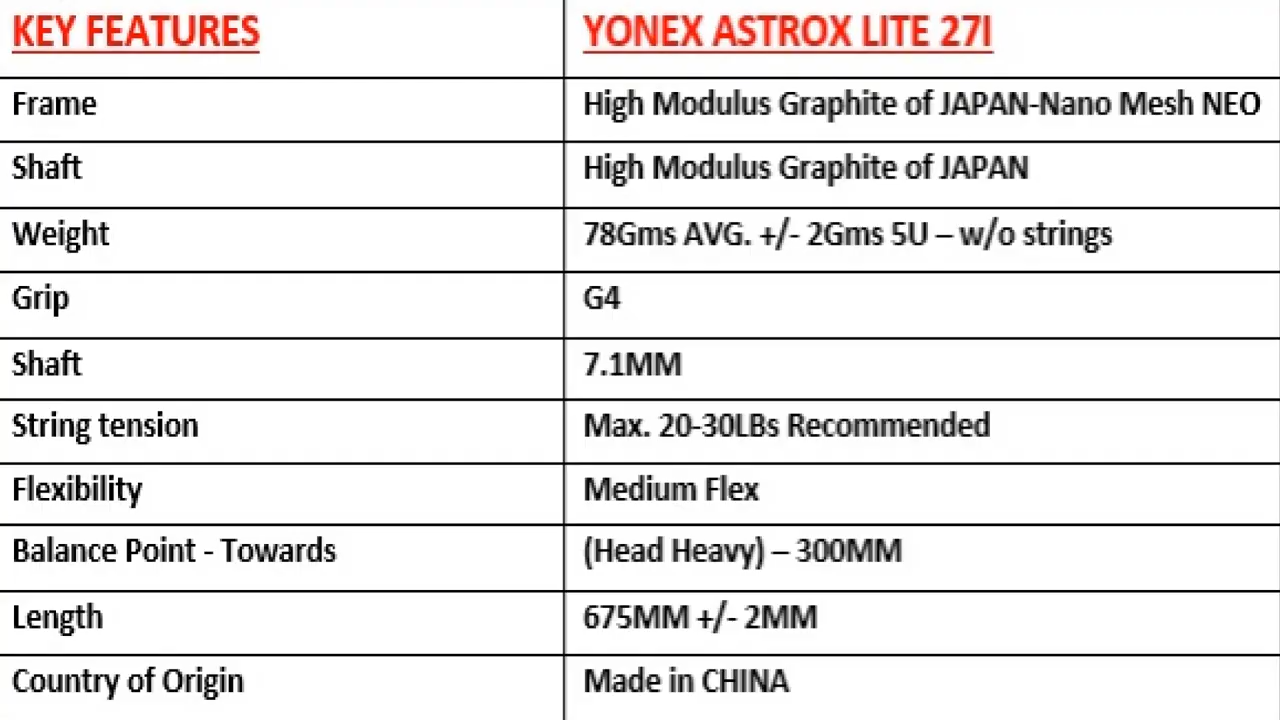 KEY FEATURES YONEX ASTROX LITE 27I
Frame High Modulus Graphite of JAPAN-Nano Mesh NEO
Shaft High Modulus Graphite of JAPAN
Weight 78Gms AVG. +/- 2Gms 5U – w/o strings
Grip G4
Shaft 7.1MM
String tension Max. 20-30LBs Recommended
Flexibility Medium Flex
Balance Point - Towards (Head Heavy) – 300MM
Length 675MM +/- 2MM
Country of Origin Made in CHINA